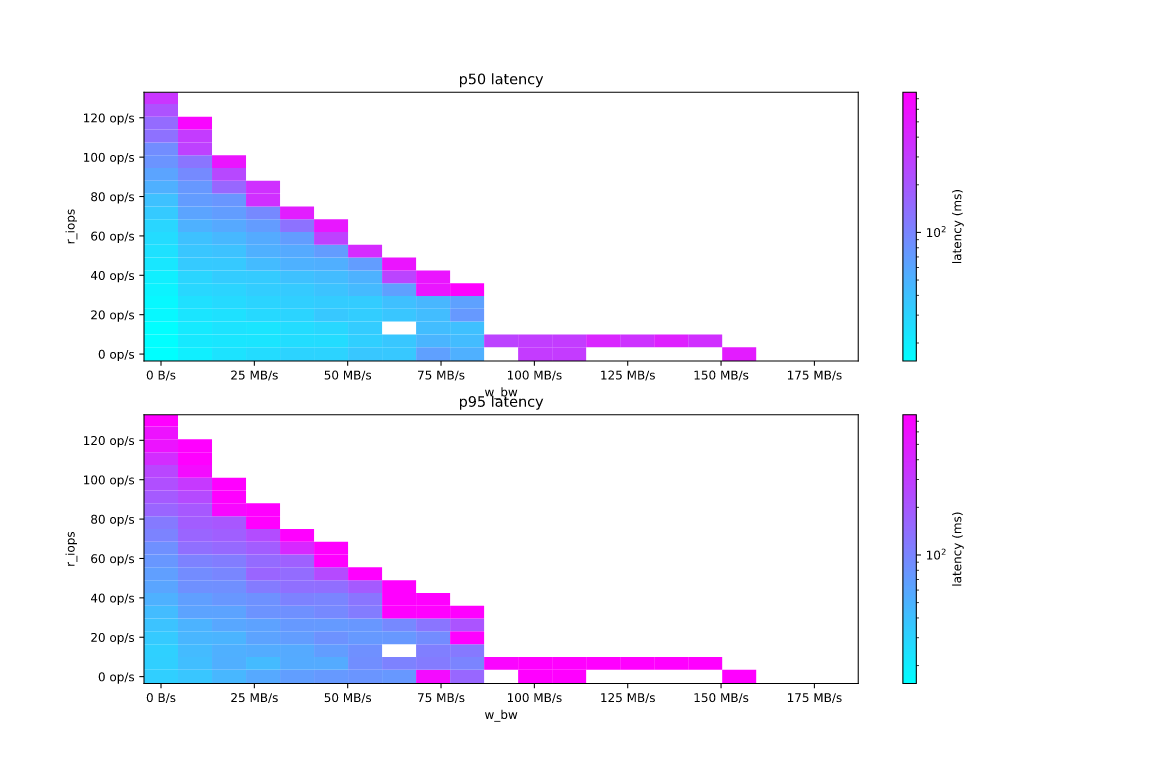 p50 latency
120 op/s
100 op/s
80 op/s
60 op/s
40 op/s
20 op/s
0 op/s
r_iops
0 B/s 25 MB/s 50 MB/s 75 MB/s 100 MB/s 125 MB/s 150 MB/s 175 MB/s
w_bw
10²
latency (ms)
p95 latency
120 op/s
100 op/s
80 op/s
60 op/s
40 op/s
20 op/s
0 op/s
r_iops
0 B/s 25 MB/s 50 MB/s 75 MB/s 100 MB/s 125 MB/s 150 MB/s 175 MB/s
w_bw
10²
latency (ms)